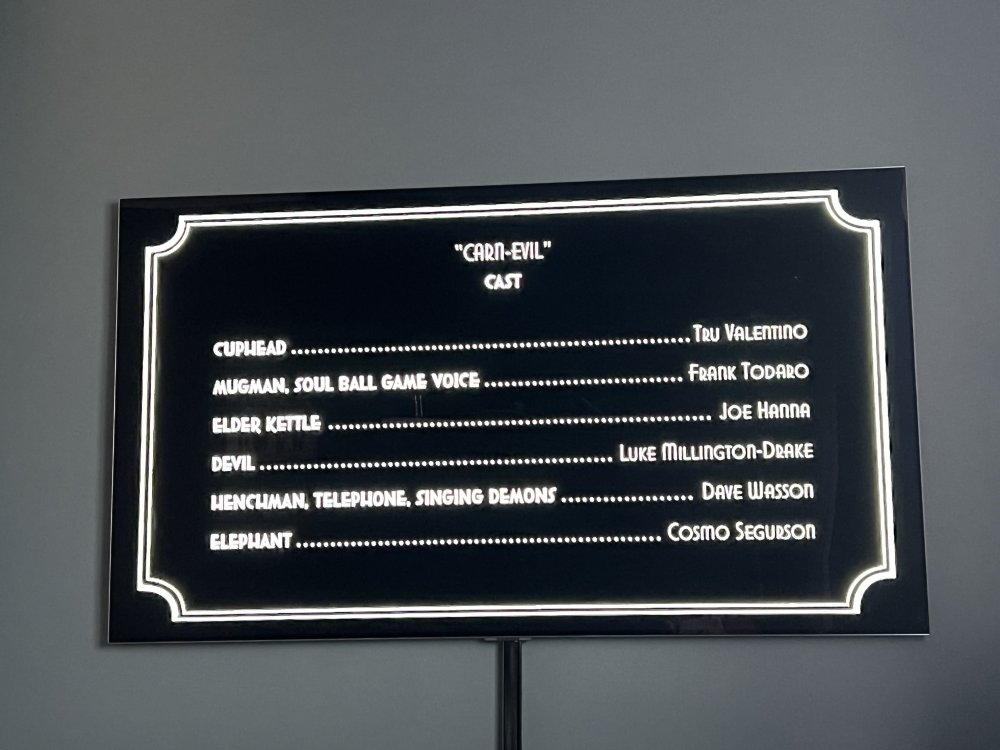 "CARN-EVIL"
CAST
CUPHEAD ........................................................ TRU VALENTINO
MUGMAN, SOUL BALL GAME VOICE ............................ FRANK TODARO
ELDER KETTLE ........................................................ JOE HANNA
DEVIL .................................................... LUKE MILLINGTON-DRAKE
HENCHMAN, TELEPHONE, SINGING DEMONS .................... DAVE WASSON
ELEPHANT .................................................... COSMO SEGURSON